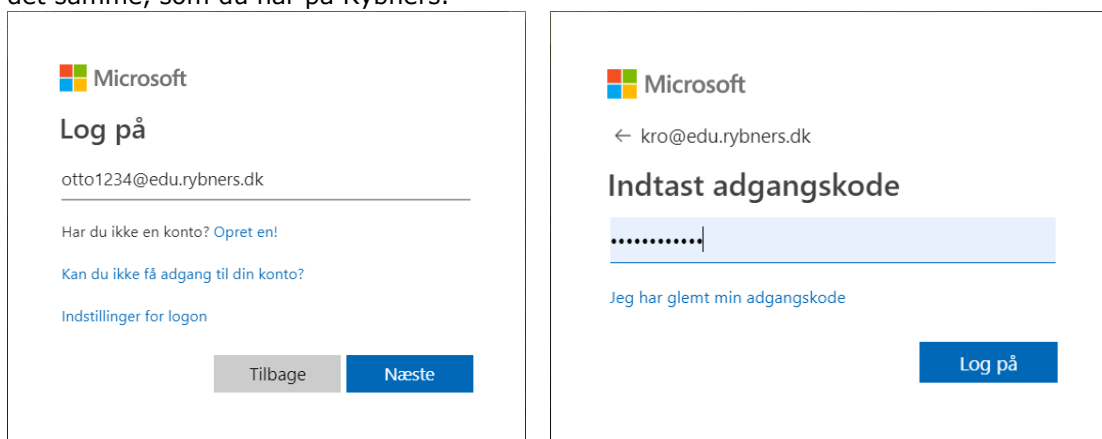 det samme, som du har på Rybners.
Microsoft
Log på
otto1234@edu.rybners.dk
Har du ikke en konto? Opret en!
Kan du ikke få adgang til din konto?
Indstillinger for logon
Tilbage
Næste
Microsoft
← kro@edu.rybners.dk
Indtast adgangskode
••••••••••••
Jeg har glemt min adgangskode
Log på